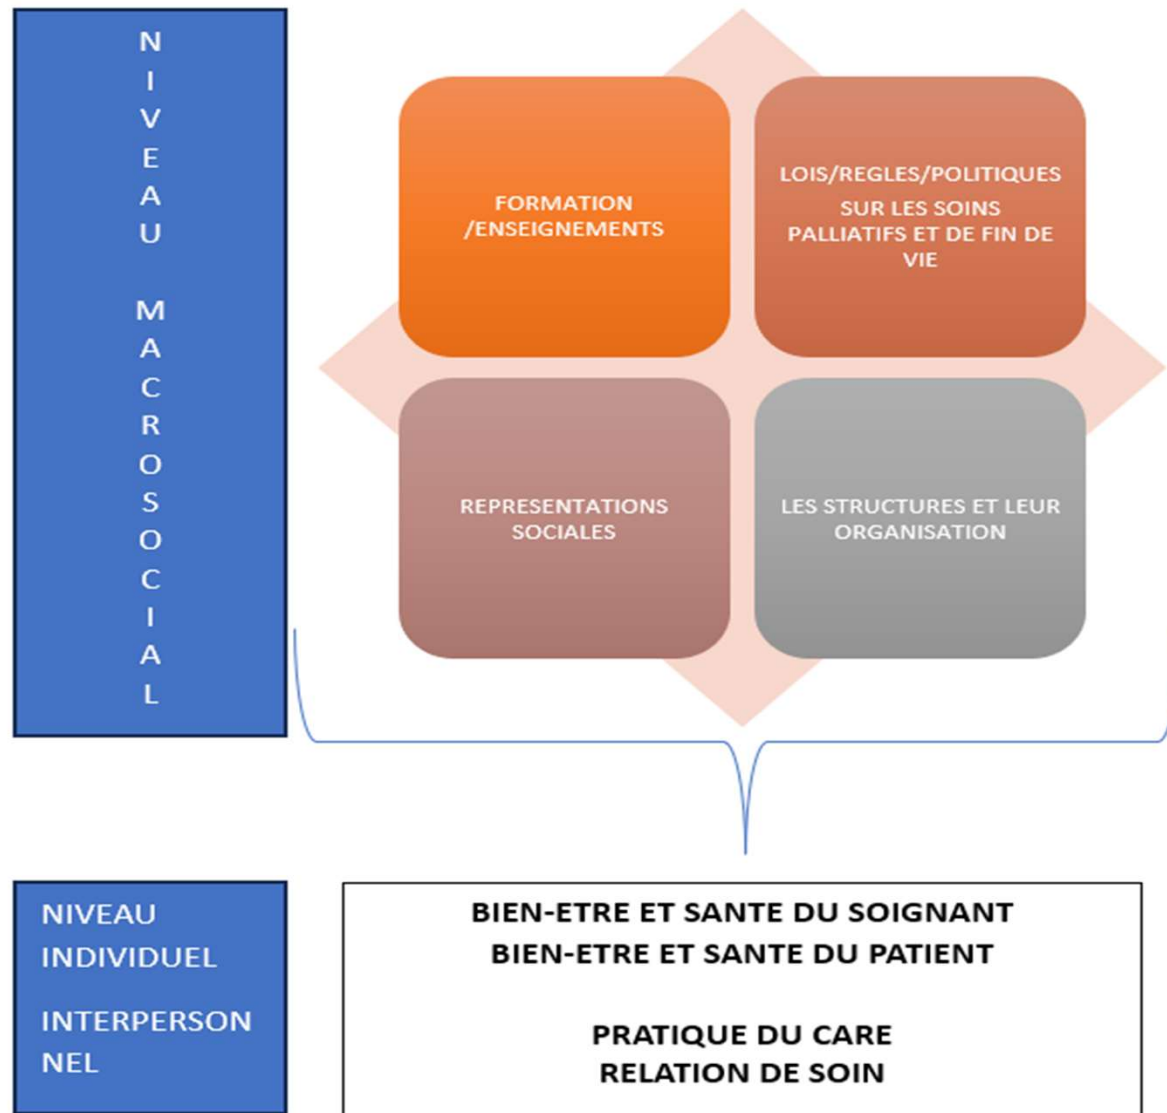 NIVEAU MACROSOCIAL
FORMATION
/ENSEIGNEMENTS
LOIS/REGLES/POLITIQUES
SUR LES SOINS
PALLIATIFS ET DE FIN DE
VIE
REPRESENTATIONS
SOCIALES
LES STRUCTURES ET LEUR
ORGANISATION
NIVEAU
INDIVIDUEL
INTERPERSON
NEL
BIEN-ETRE ET SANTE DU SOIGNANT
BIEN-ETRE ET SANTE DU PATIENT
PRATIQUE DU CARE
RELATION DE SOIN